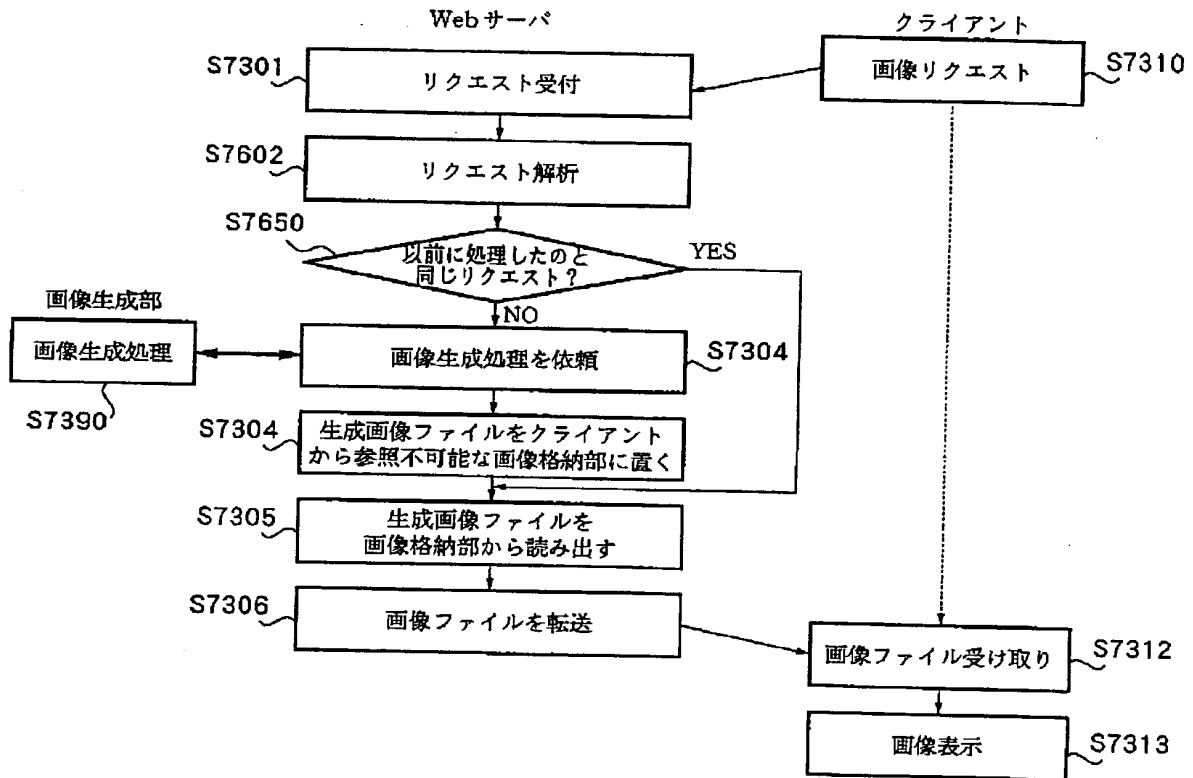 Webサーバ
クライアント
S7301
リクエスト受付
画像リクエスト
S7310
S7602
リクエスト解析
S7650
以前に処理したのと
同じリクエスト？
YES
NO
画像生成部
画像生成処理
S7390
画像生成処理を依頼
S7304
S7304
生成画像ファイルをクライアント
から参照不可能な画像格納部に置く
S7305
生成画像ファイルを
画像格納部から読み出す
S7306
画像ファイルを転送
画像ファイル受け取り
S7312
画像表示
S7313